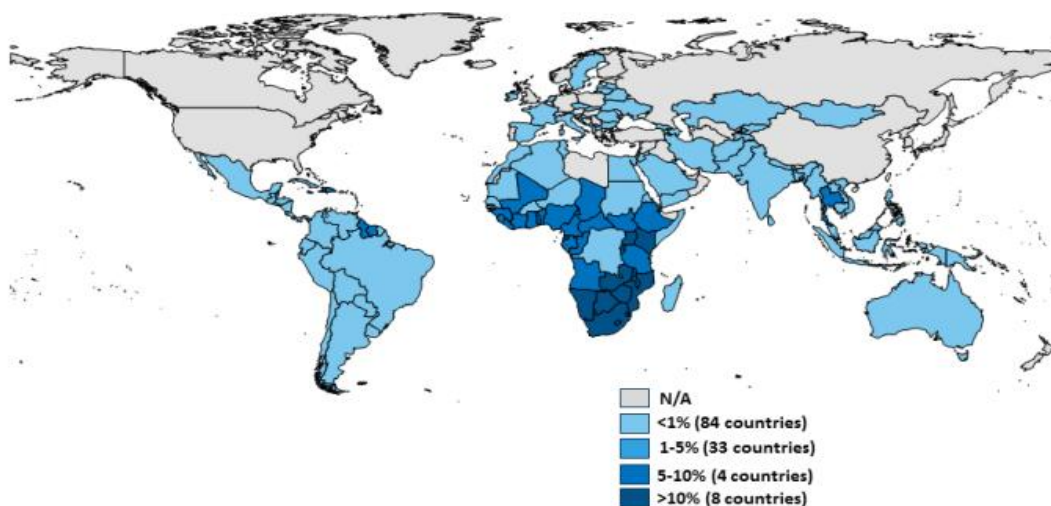 N/A
<1% (84 countries)
1-5% (33 countries)
5-10% (4 countries)
>10% (8 countries)